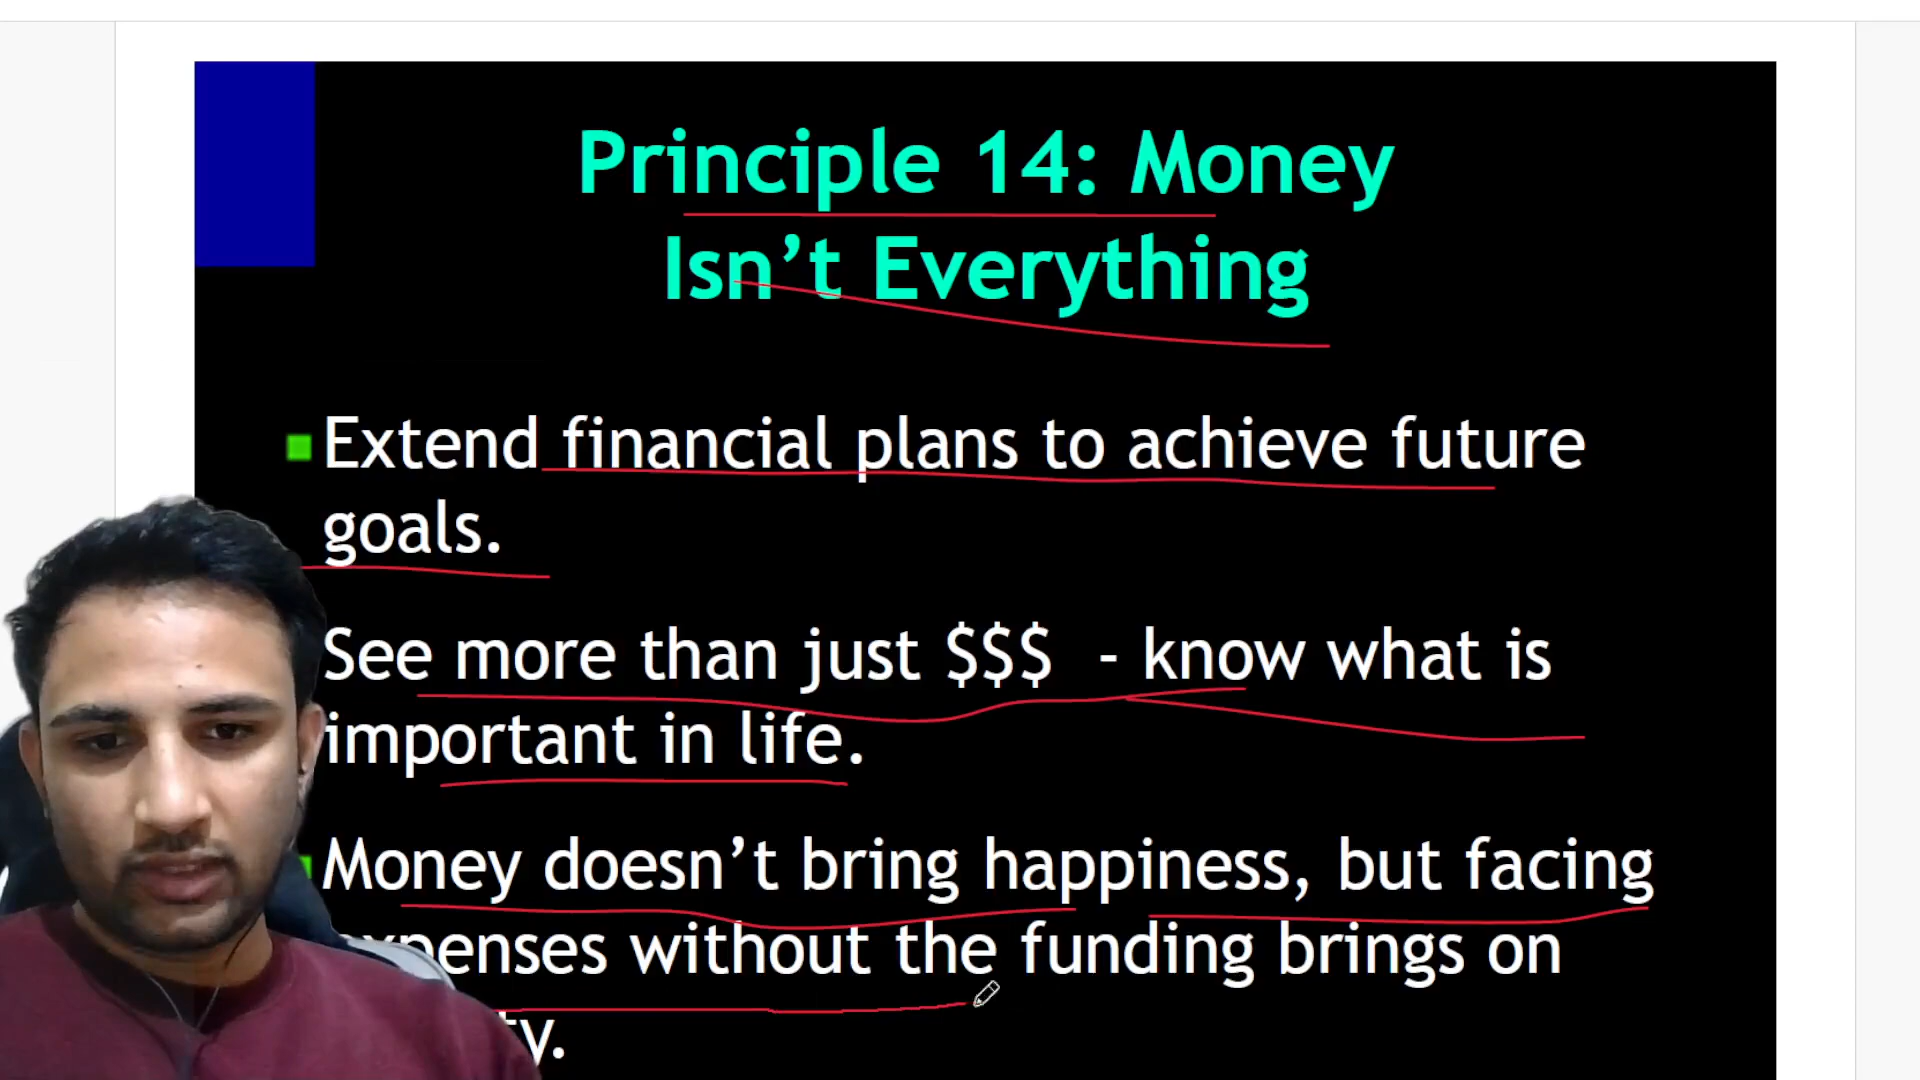 Principle 14: Money
Isn’t Everything
Extend financial plans to achieve future
goals.
See more than just $$$ - know what is
important in life.
Money doesn’t bring happiness, but facing
expenses without the funding brings on